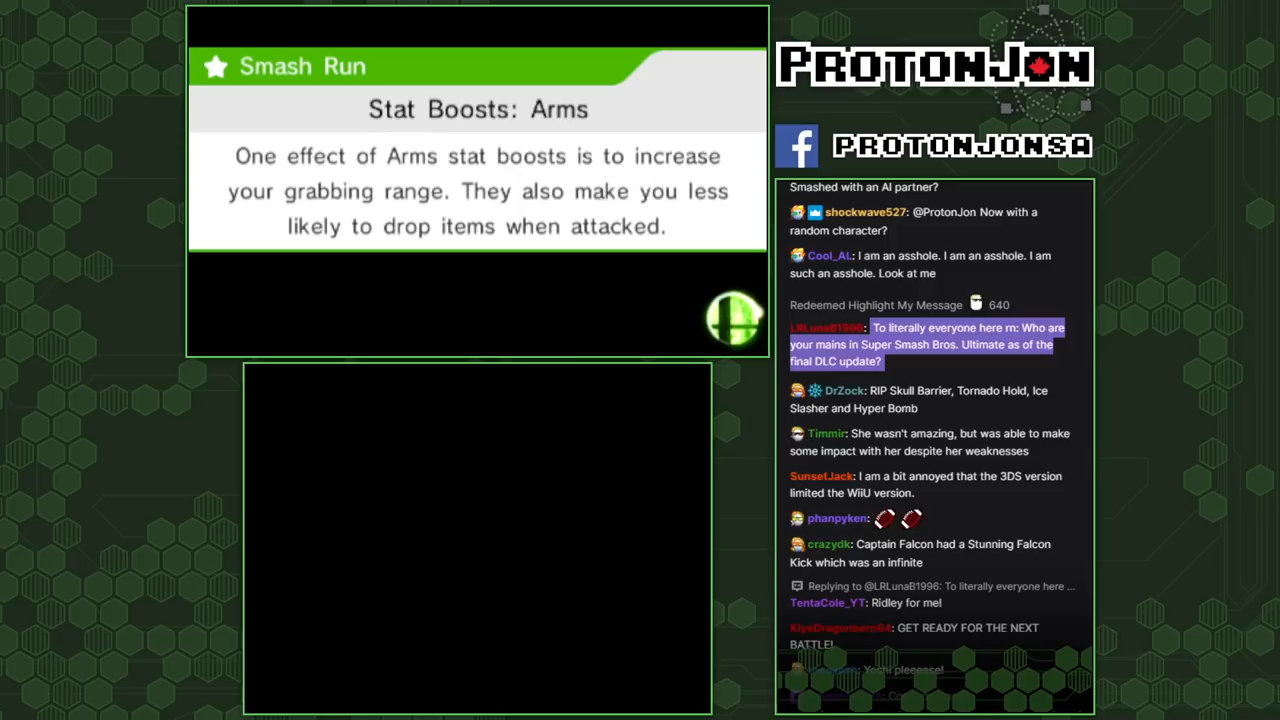 Smash Run
Stat Boosts: Arms
One effect of Arms stat boosts is to increase
your grabbing range. They also make you less
likely to drop items when attacked.
PROTONJON
PROTONJONSA
Smashed with an AI partner?
shockwave527: @ProtonJon Now with a
random character?
Cool_AL: I am an asshole. I am an asshole. I am
such an asshole. Look at me
Redeemed Highlight My Message 640
LRLunaB1996: To literally everyone here rn: Who are
your mains in Super Smash Bros. Ultimate as of the
final DLC update?
DrZock: RIP Skull Barrier, Tornado Hold, Ice
Slasher and Hyper Bomb
Timmir: She wasn't amazing, but was able to make
some impact with her despite her weaknesses
SunsetJack: I am a bit annoyed that the 3DS version
limited the WiiU version.
phanpyken:
crazydk: Captain Falcon had a Stunning Falcon
Kick which was an infinite
Replying to @LRLunaB1996: To literally everyone here ...
TentaCole_YT: Ridley for me!
KiyeDragonborn64: GET READY FOR THE NEXT
BATTLE!
Yoshi pleeease!